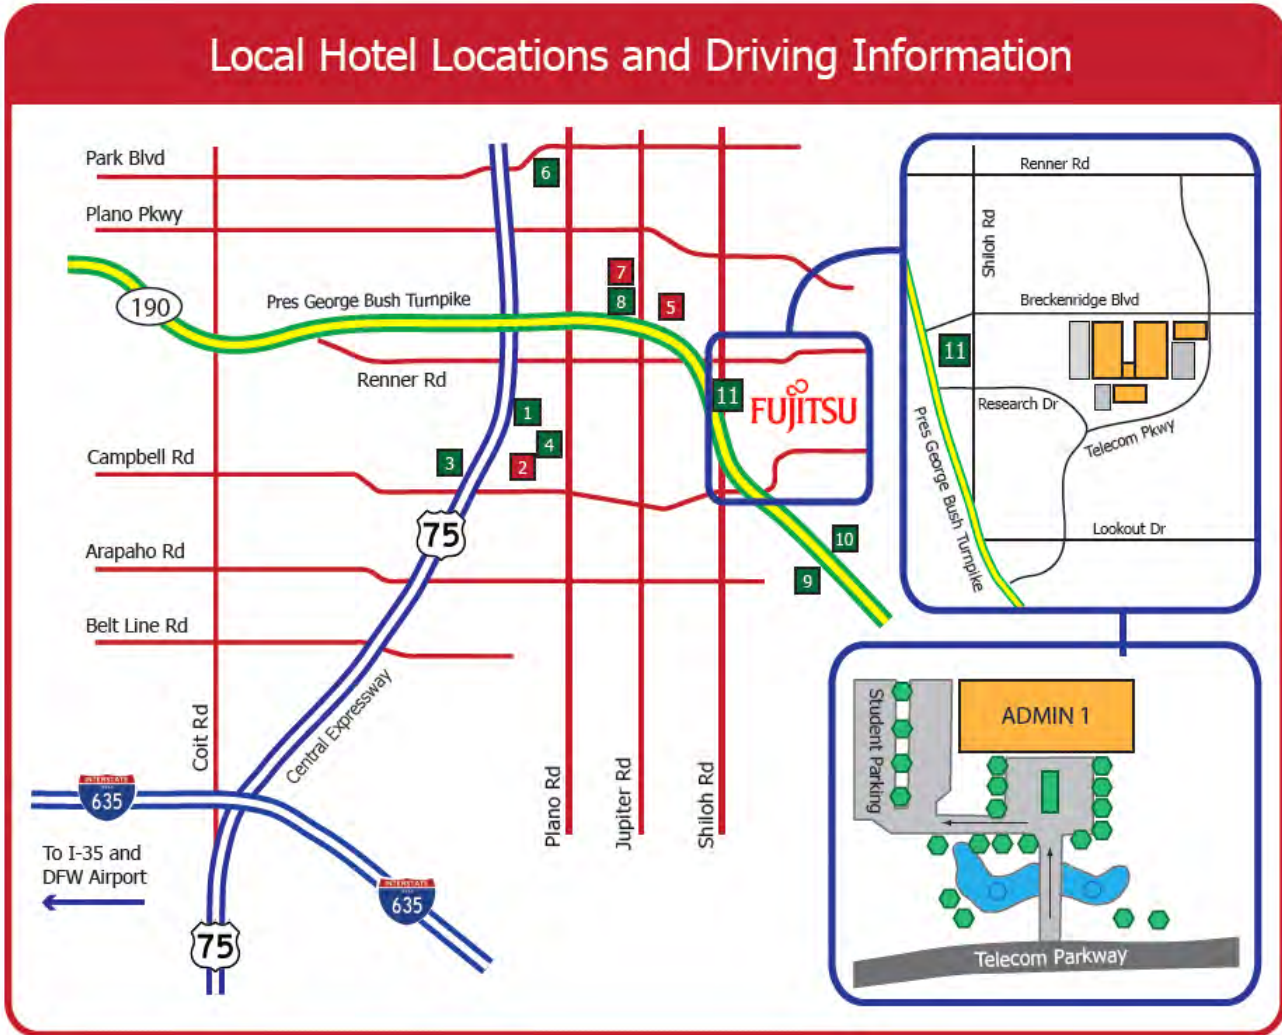 Local Hotel Locations and Driving Information
Park Blvd
6
Plano Pkwy
190
Pres George Bush Turnpike
7
8
5
Renner Rd
11
FUJITSU
1
4
3
2
Campbell Rd
75
Arapaho Rd
10
9
Belt Line Rd
Coit Rd
Central Expressway
Plano Rd
Jupiter Rd
Shiloh Rd
INTERSTATE
635
To I-35 and
DFW Airport
INTERSTATE
635
75
Renner Rd
Shiloh Rd
Breckenridge Blvd
11
Research Dr
Telecom Pkwy
Pres George Bush Turnpike
Lookout Dr
Student Parking
ADMIN 1
Telecom Parkway